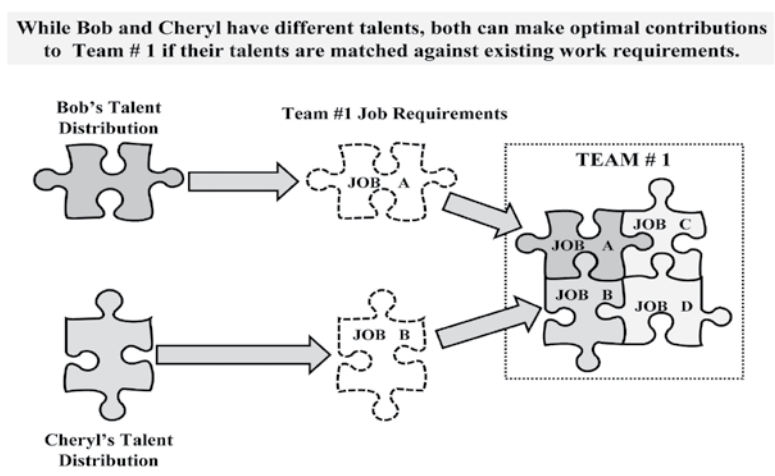 While Bob and Cheryl have different talents, both can make optimal contributions
to Team # 1 if their talents are matched against existing work requirements.
Bob's Talent
Distribution
Team #1 Job Requirements
TEAM # 1
JOB A
JOB C
JOB A
JOB B
JOB D
JOB B
Cheryl's Talent
Distribution